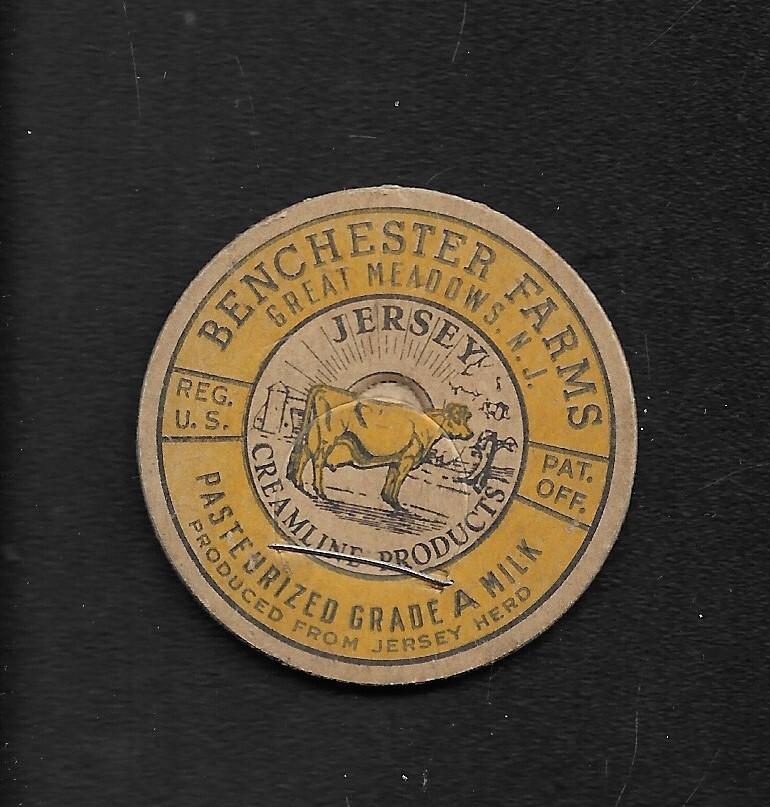 BENCHESTER FARMS
GREAT MEADOWS, N.J.
JERSEY
REG.
U.S.
PAT.
OFF.
CREAMLINE PRODUCTS
PASTEURIZED GRADE A MILK
PRODUCED FROM JERSEY HERD